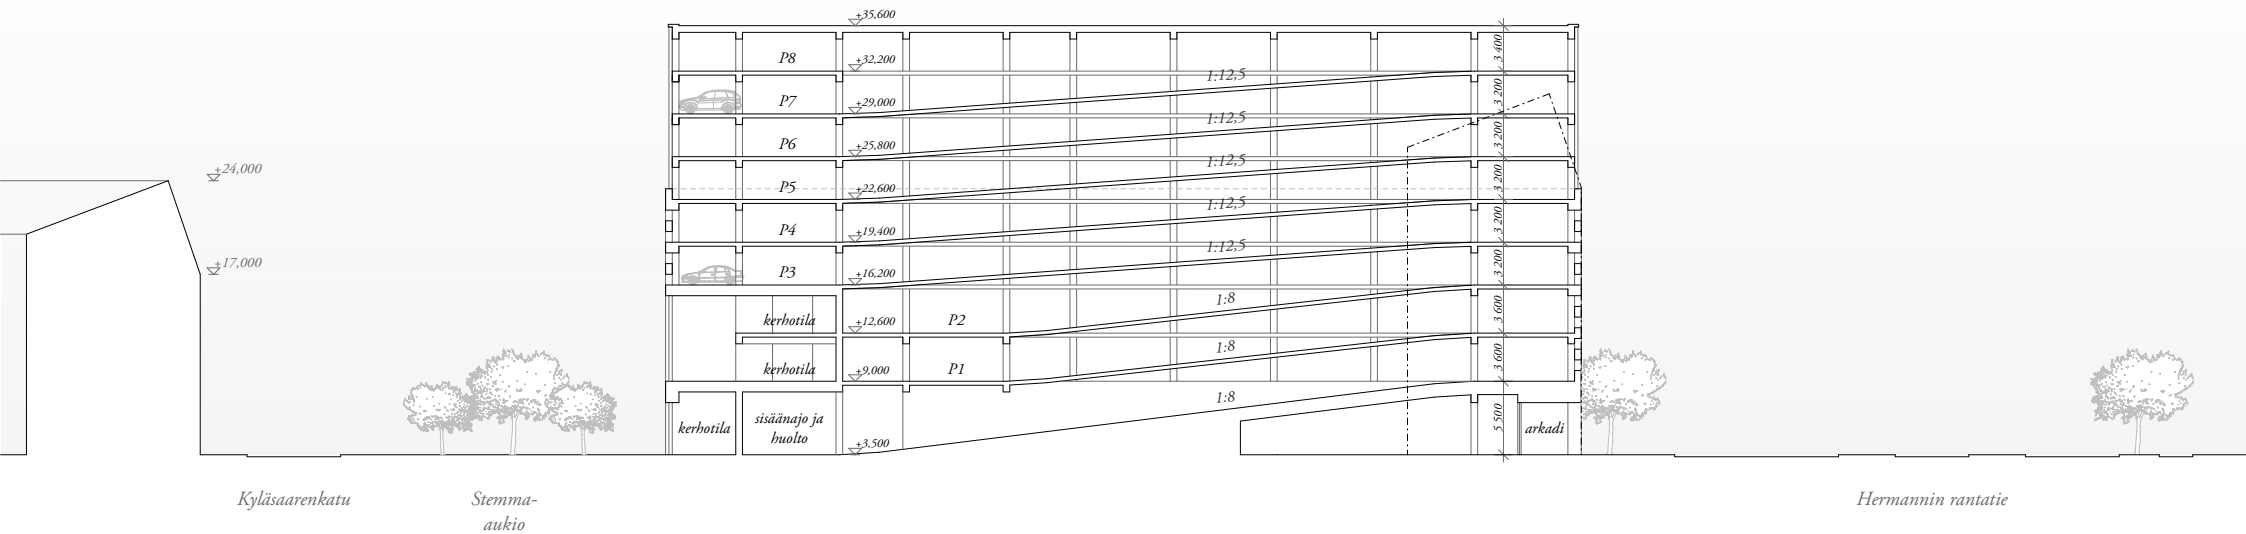 +35,600
P8
+32,200
3 400
1:12,5
P7
+29,000
3 200
1:12,5
P6
+25,800
3 200
1:12,5
+24,000
P5
+22,600
3 200
1:12,5
P4
+19,400
3 200
1:12,5
+17,000
P3
+16,200
3 200
1:8
kerhotila
+12,600
P2
3 600
1:8
kerhotila
+9,000
P1
3 600
1:8
kerhotila
sisäänajo ja
huolto
+3,500
5 500
arkadi
Kyläsaarenkatu
Stemma-
aukio
Hermannin rantatie